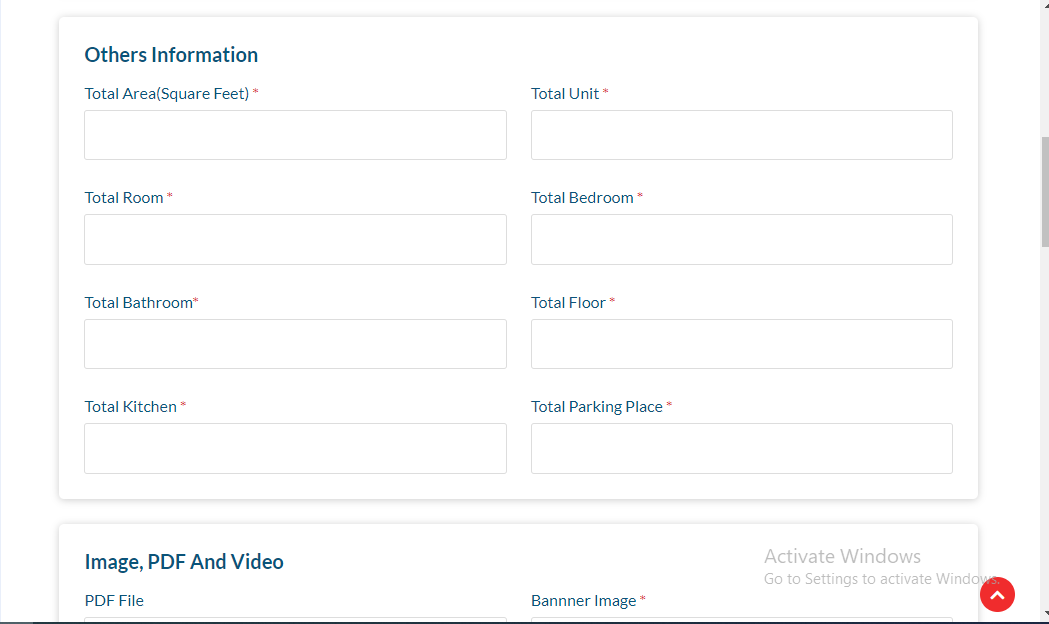 Others Information
Total Area(Square Feet) * Total Unit *
Total Room * Total Bedroom *
Total Bathroom* Total Floor *
Total Kitchen * Total Parking Place *
Image, PDF And Video
Activate Windows
Go to Settings to activate Windows.
PDF File Bannner Image *